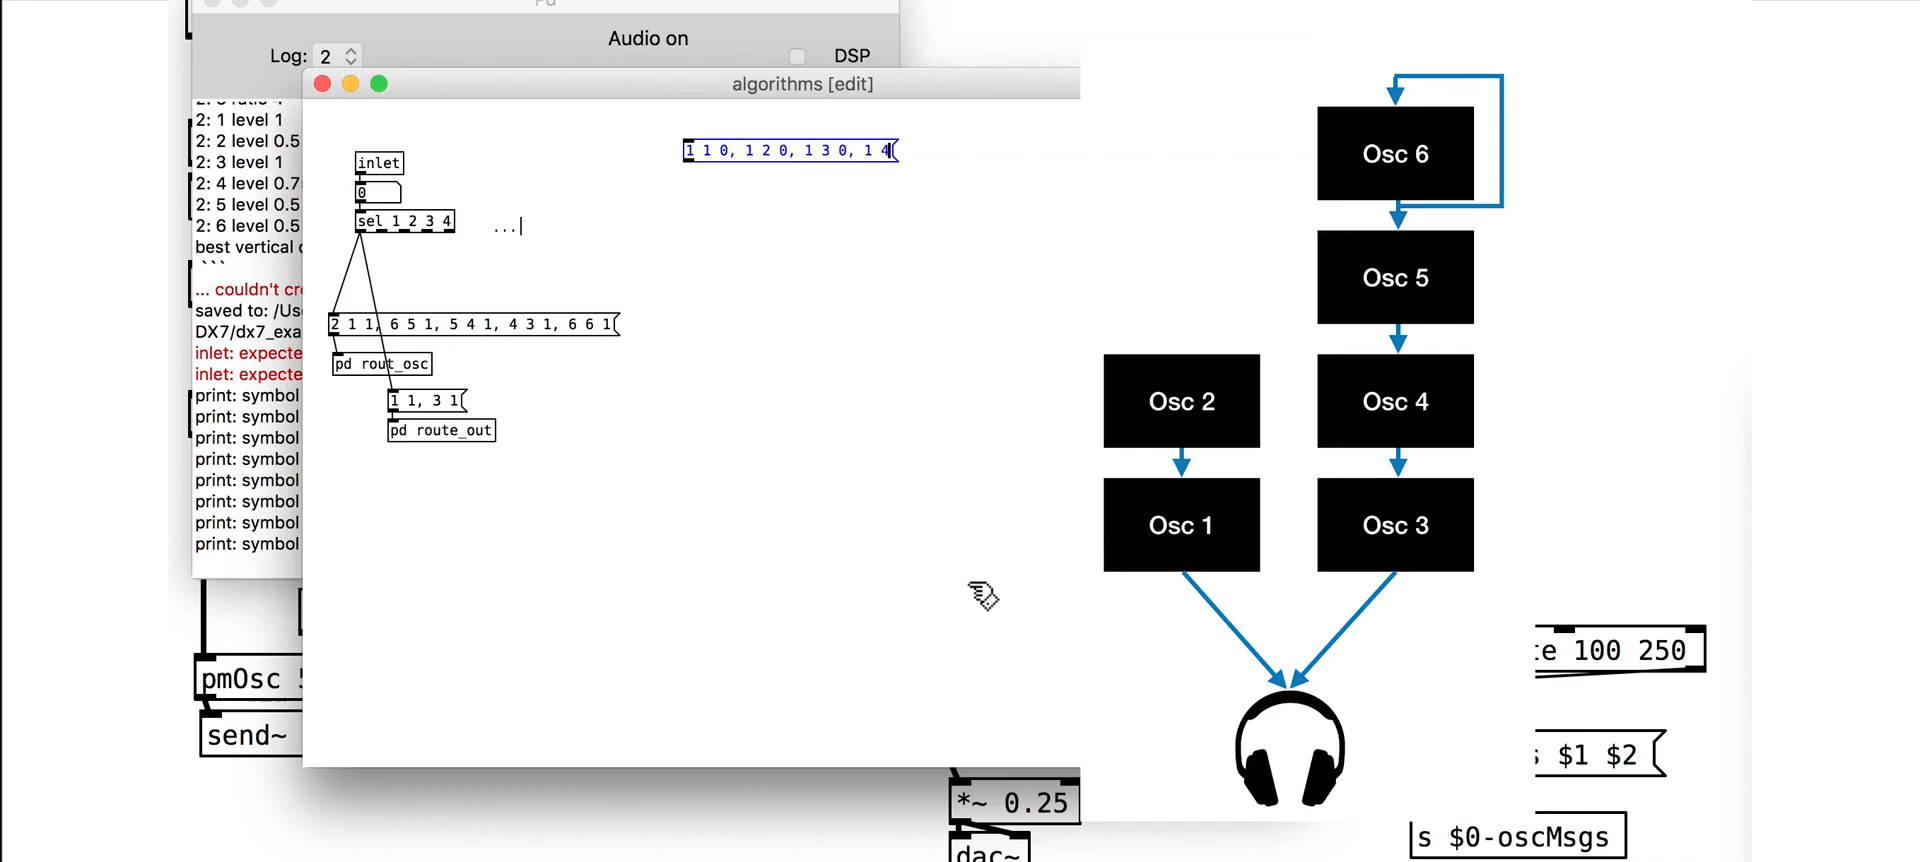 Pd
Audio on
Log: 2
DSP
algorithms [edit]
2: 1 level 1
2: 2 level 0.5
2: 3 level 1
2: 4 level 0.7
2: 5 level 0.5
2: 6 level 0.5
best vertical
```
... couldn't cr
saved to: /Us
DX7/dx7_exa
inlet: expecte
inlet: expecte
print: symbol
print: symbol
print: symbol
print: symbol
print: symbol
print: symbol
print: symbol
print: symbol
inlet
0
sel 1 2 3 4
...
1 1 0, 1 2 0, 1 3 0, 1 4
2 1 1, 6 5 1, 5 4 1, 4 3 1, 6 6 1
pd rout_osc
1 1, 3 1
pd route_out
Osc 6
Osc 5
Osc 2
Osc 4
Osc 1
Osc 3
pmOsc
send~
*~ 0.25
dac~
te 100 250
$1 $2
s $0-oscMsgs